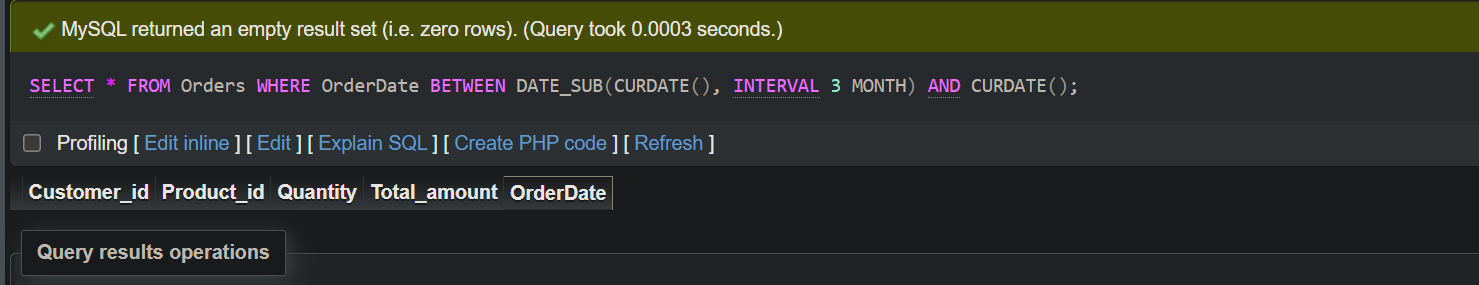 MySQL returned an empty result set (i.e. zero rows). (Query took 0.0003 seconds.)
SELECT * FROM Orders WHERE OrderDate BETWEEN DATE_SUB(CURDATE(), INTERVAL 3 MONTH) AND CURDATE();
Profiling [ Edit inline ] [ Edit ] [ Explain SQL ] [ Create PHP code ] [ Refresh ]
Customer_id Product_id Quantity Total_amount OrderDate
Query results operations